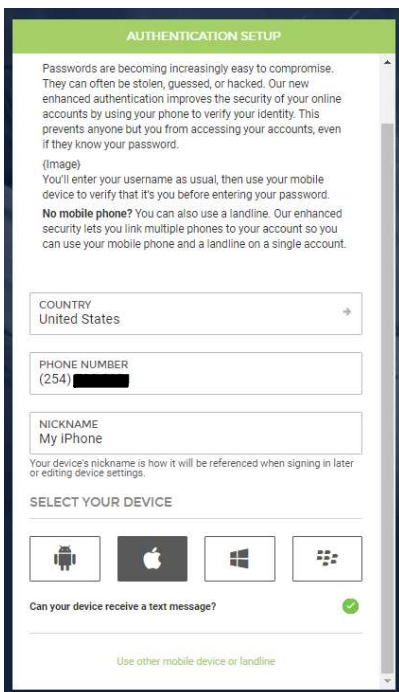 AUTHENTICATION SETUP
Passwords are becoming increasingly easy to compromise.
They can often be stolen, guessed, or hacked. Our new
enhanced authentication improves the security of your online
accounts by using your phone to verify your identity. This
prevents anyone but you from accessing your accounts, even
if they know your password.
{Image}
You'll enter your username as usual, then use your mobile
device to verify that it's you before entering your password.
No mobile phone? You can also use a landline. Our enhanced
security lets you link multiple phones to your account so you
can use your mobile phone and a landline on a single account.
COUNTRY
United States
PHONE NUMBER
(254)
NICKNAME
My iPhone
Your device's nickname is how it will be referenced when signing in later
or editing device settings.
SELECT YOUR DEVICE
Can your device receive a text message?
Use other mobile device or landline